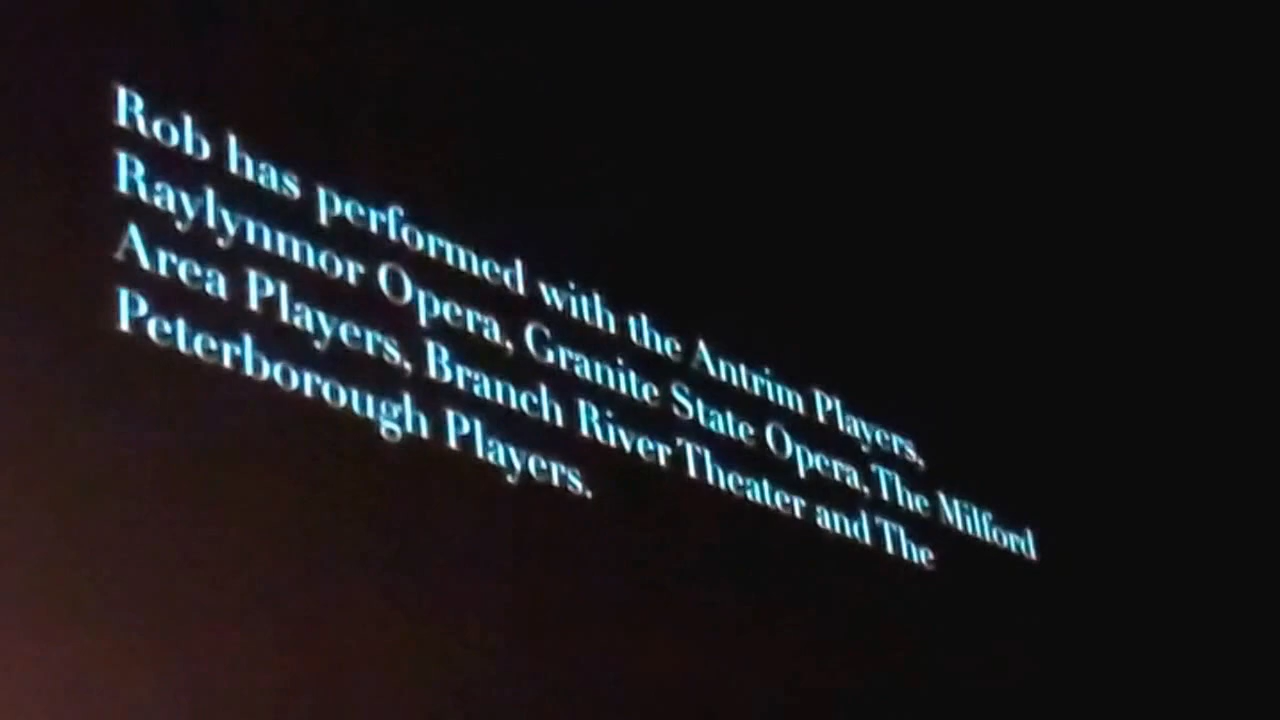 Rob has performed with the Antrim Players,
Raylynmor Opera, Granite State Opera, The Milford
Area Players, Branch River Theater and The
Peterborough Players.